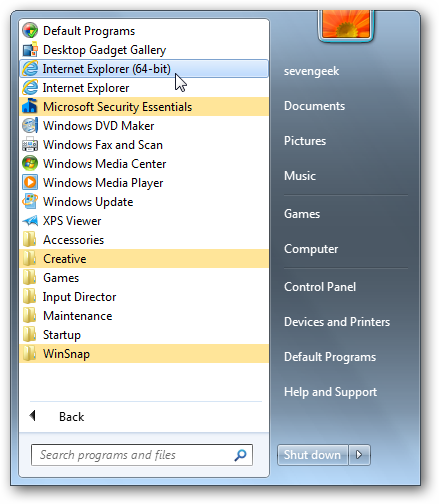 Default Programs
Desktop Gadget Gallery
Internet Explorer (64-bit)
Internet Explorer
Microsoft Security Essentials
Windows DVD Maker
Windows Fax and Scan
Windows Media Center
Windows Media Player
Windows Update
XPS Viewer
Accessories
Creative
Games
Input Director
Maintenance
Startup
WinSnap
Back
Search programs and files
sevengeek
Documents
Pictures
Music
Games
Computer
Control Panel
Devices and Printers
Default Programs
Help and Support
Shut down